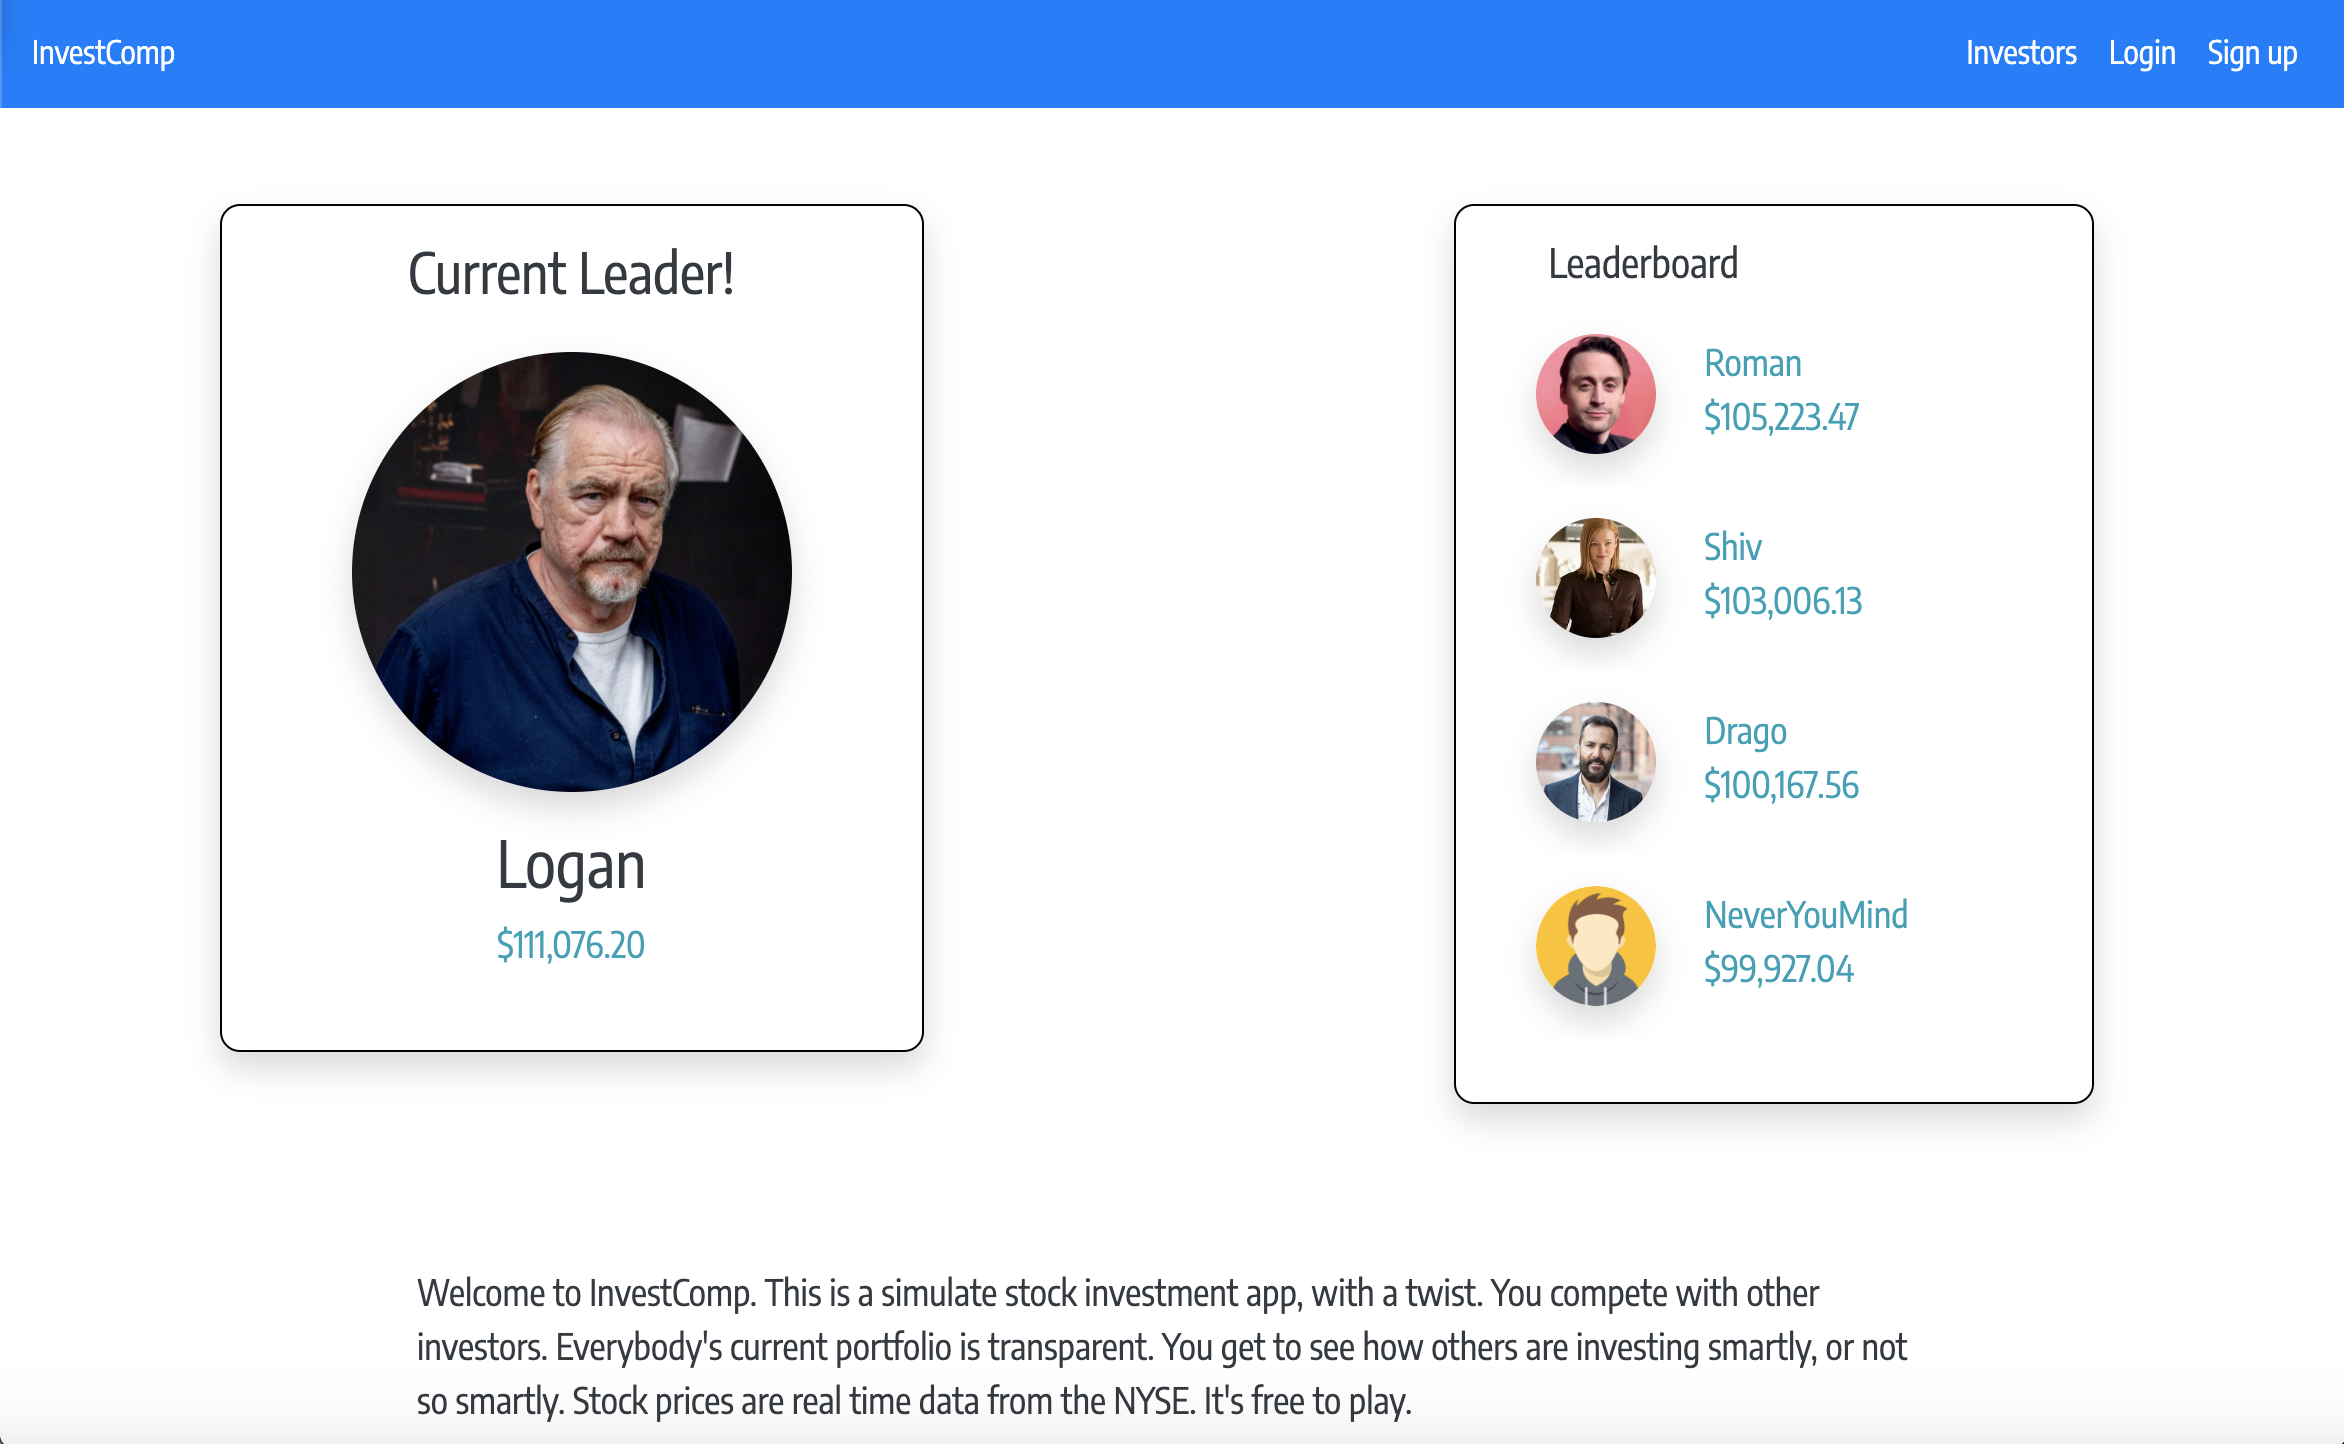 InvestComp
Investors Login Sign up
Current Leader!
Logan
$111,076.20
Leaderboard
Roman
$105,223.47
Shiv
$103,006.13
Drago
$100,167.56
NeverYouMind
$99,927.04
Welcome to InvestComp. This is a simulate stock investment app, with a twist. You compete with other
investors. Everybody's current portfolio is transparent. You get to see how others are investing smartly, or not
so smartly. Stock prices are real time data from the NYSE. It's free to play.